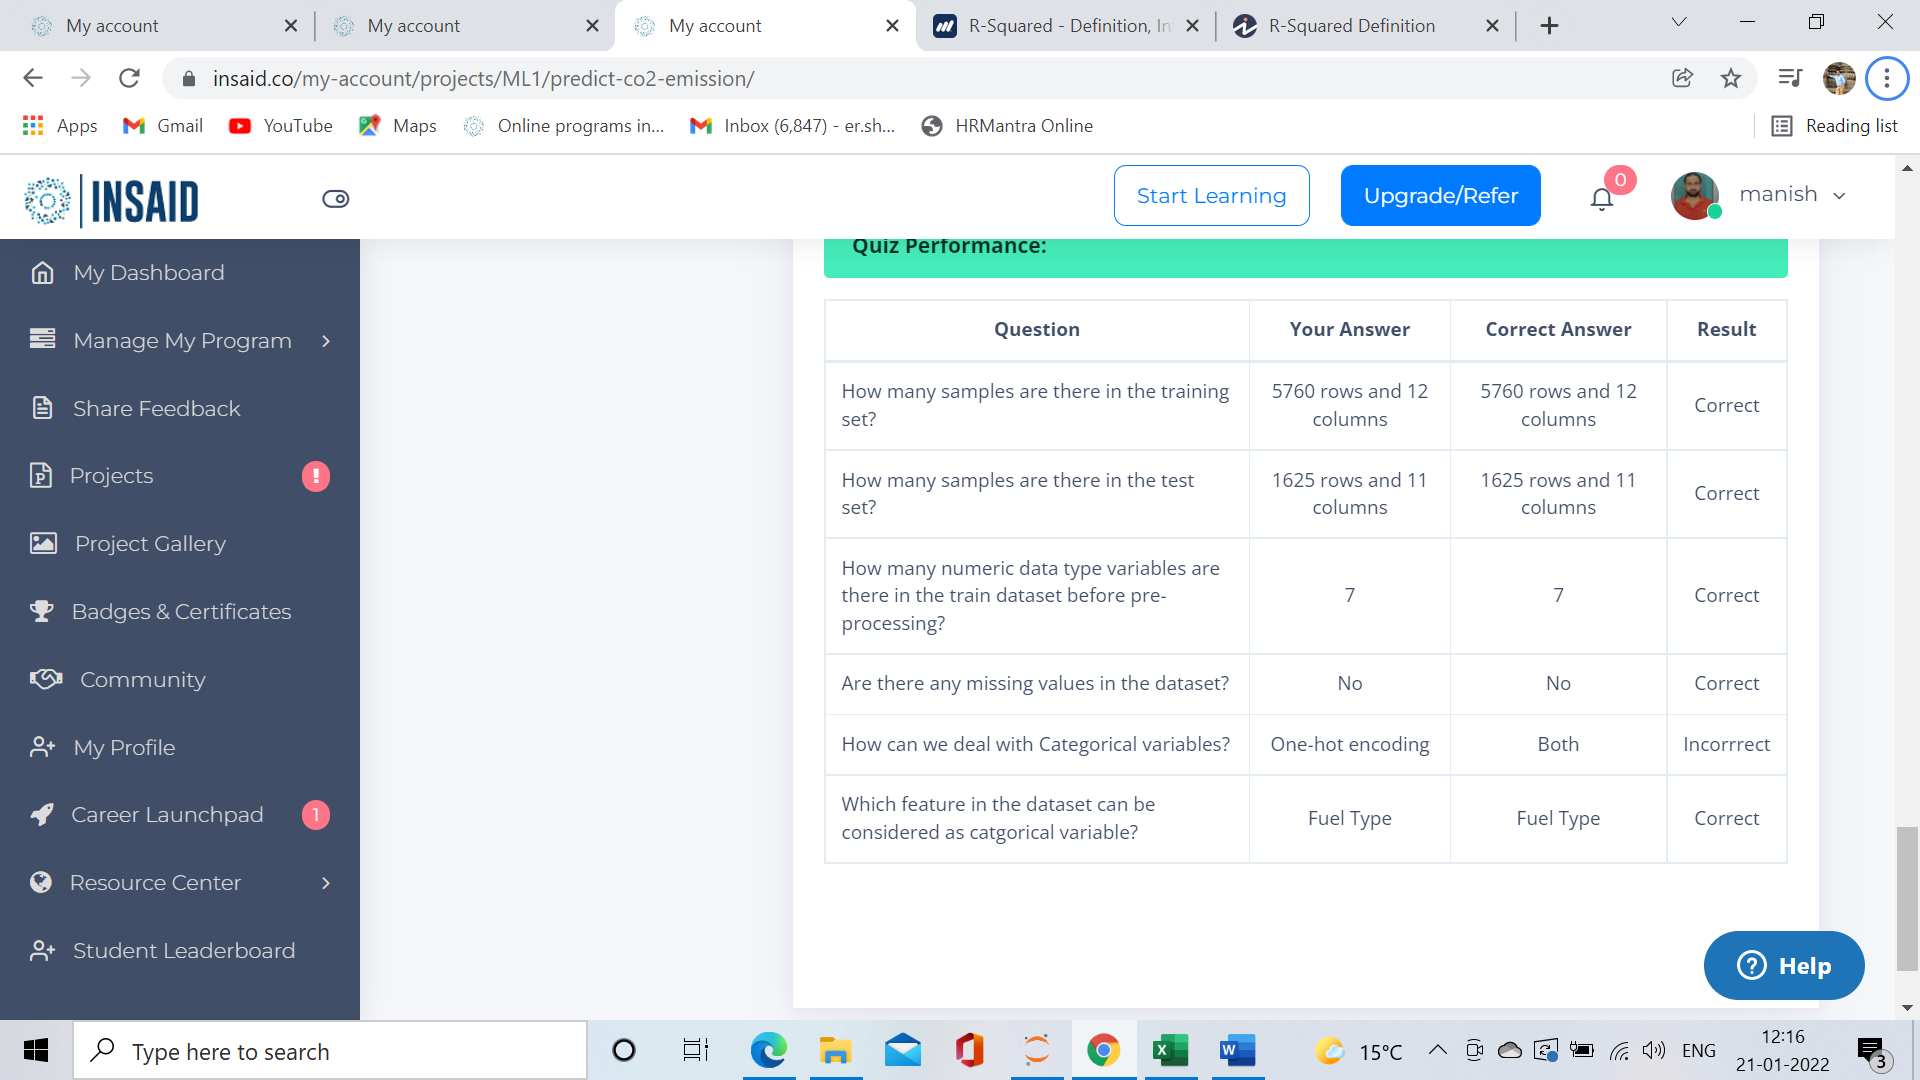 My account
My account
My account
R-Squared - Definition, In
R-Squared Definition
insaid.co/my-account/projects/ML1/predict-co2-emission/
Apps
Gmail
YouTube
Maps
Online programs in...
Inbox (6,847) - er.sh...
HRMantra Online
Reading list
INSAID
Start Learning
Upgrade/Refer
0
manish
My Dashboard
Manage My Program
Share Feedback
Projects
!
Project Gallery
Badges & Certificates
Community
My Profile
Career Launchpad
1
Resource Center
Student Leaderboard
Quiz Performance:
Question Your Answer Correct Answer Result
How many samples are there in the training
set?
5760 rows and 12
columns
5760 rows and 12
columns
Correct
How many samples are there in the test
set?
1625 rows and 11
columns
1625 rows and 11
columns
Correct
How many numeric data type variables are
there in the train dataset before pre-
processing?
7
7
Correct
Are there any missing values in the dataset? No No Correct
How can we deal with Categorical variables? One-hot encoding Both Incorrrect
Which feature in the dataset can be
considered as catgorical variable?
Fuel Type
Fuel Type
Correct
Help
Type here to search
15°C
ENG
12:16
21-01-2022
3